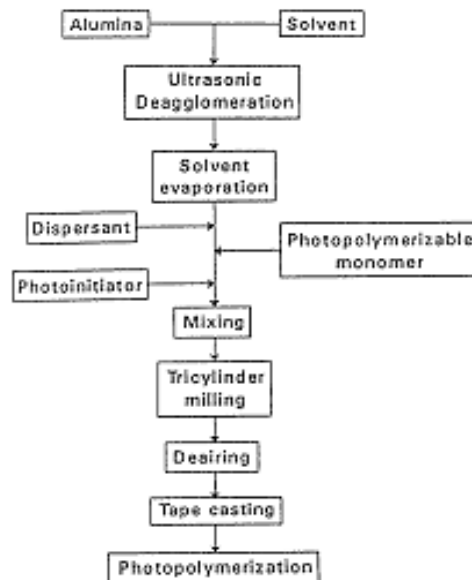 Alumina
Solvent
Ultrasonic
Deagglomeration
Solvent
evaporation
Dispersant
Photopolymerizable
monomer
Photoinitiator
Mixing
Tricylinder
milling
Deairing
Tape casting
Photopolymerization